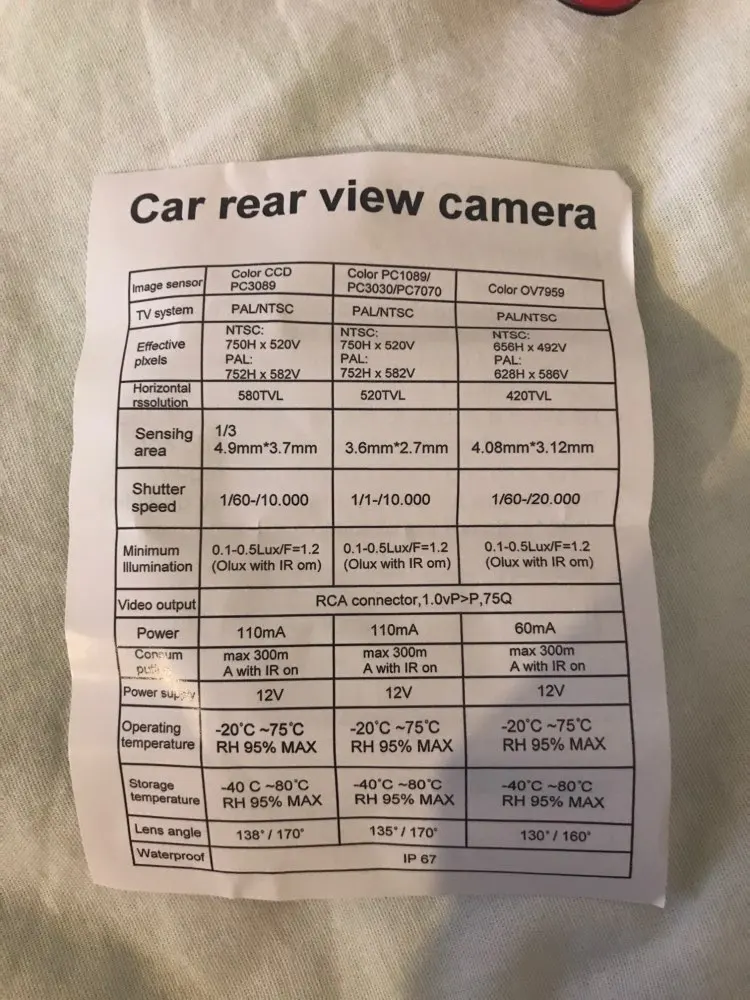 Car rear view camera
Image sensor
Color CCD
PC3089
Color PC1089/
PC3030/PC7070
Color OV7959
TV system
PAL/NTSC
PAL/NTSC
PAL/NTSC
Effective
plxels
NTSC:
750H x 520V
PAL:
752H x 582V
NTSC:
750H x 520V
PAL:
752H x 582V
NTSC:
656H x 492V
PAL:
628H x 586V
Horizontal
rssolution
580TVL
520TVL
420TVL
Sensihg
area
1/3
4.9mm*3.7mm
3.6mm*2.7mm
4.08mm*3.12mm
Shutter
speed
1/60-/10.000
1/1-/10.000
1/60-/20.000
Minimum
Illumination
0.1-0.5Lux/F=1.2
(Olux with IR om)
0.1-0.5Lux/F=1.2
(Olux with IR om)
0.1-0.5Lux/F=1.2
(Olux with IR om)
Video output
RCA connector,1.0vP>P,75Q
Power
110mA
110mA
60mA
max 300m
A with IR on
max 300m
A with IR on
max 300m
A with IR on
Power
12V
12V
12V
Operating
temperature
-20°C ~75°C
RH 95% MAX
-20°C ~75°C
RH 95% MAX
-20°C ~75°C
RH 95% MAX
Storage
temperature
-40 C ~80°C
RH 95% MAX
-40°C ~80°C
RH 95% MAX
-40°C ~80°C
RH 95% MAX
Lens angle
138°/ 170°
135°/ 170°
130°/ 160°
Waterproof
IP 67